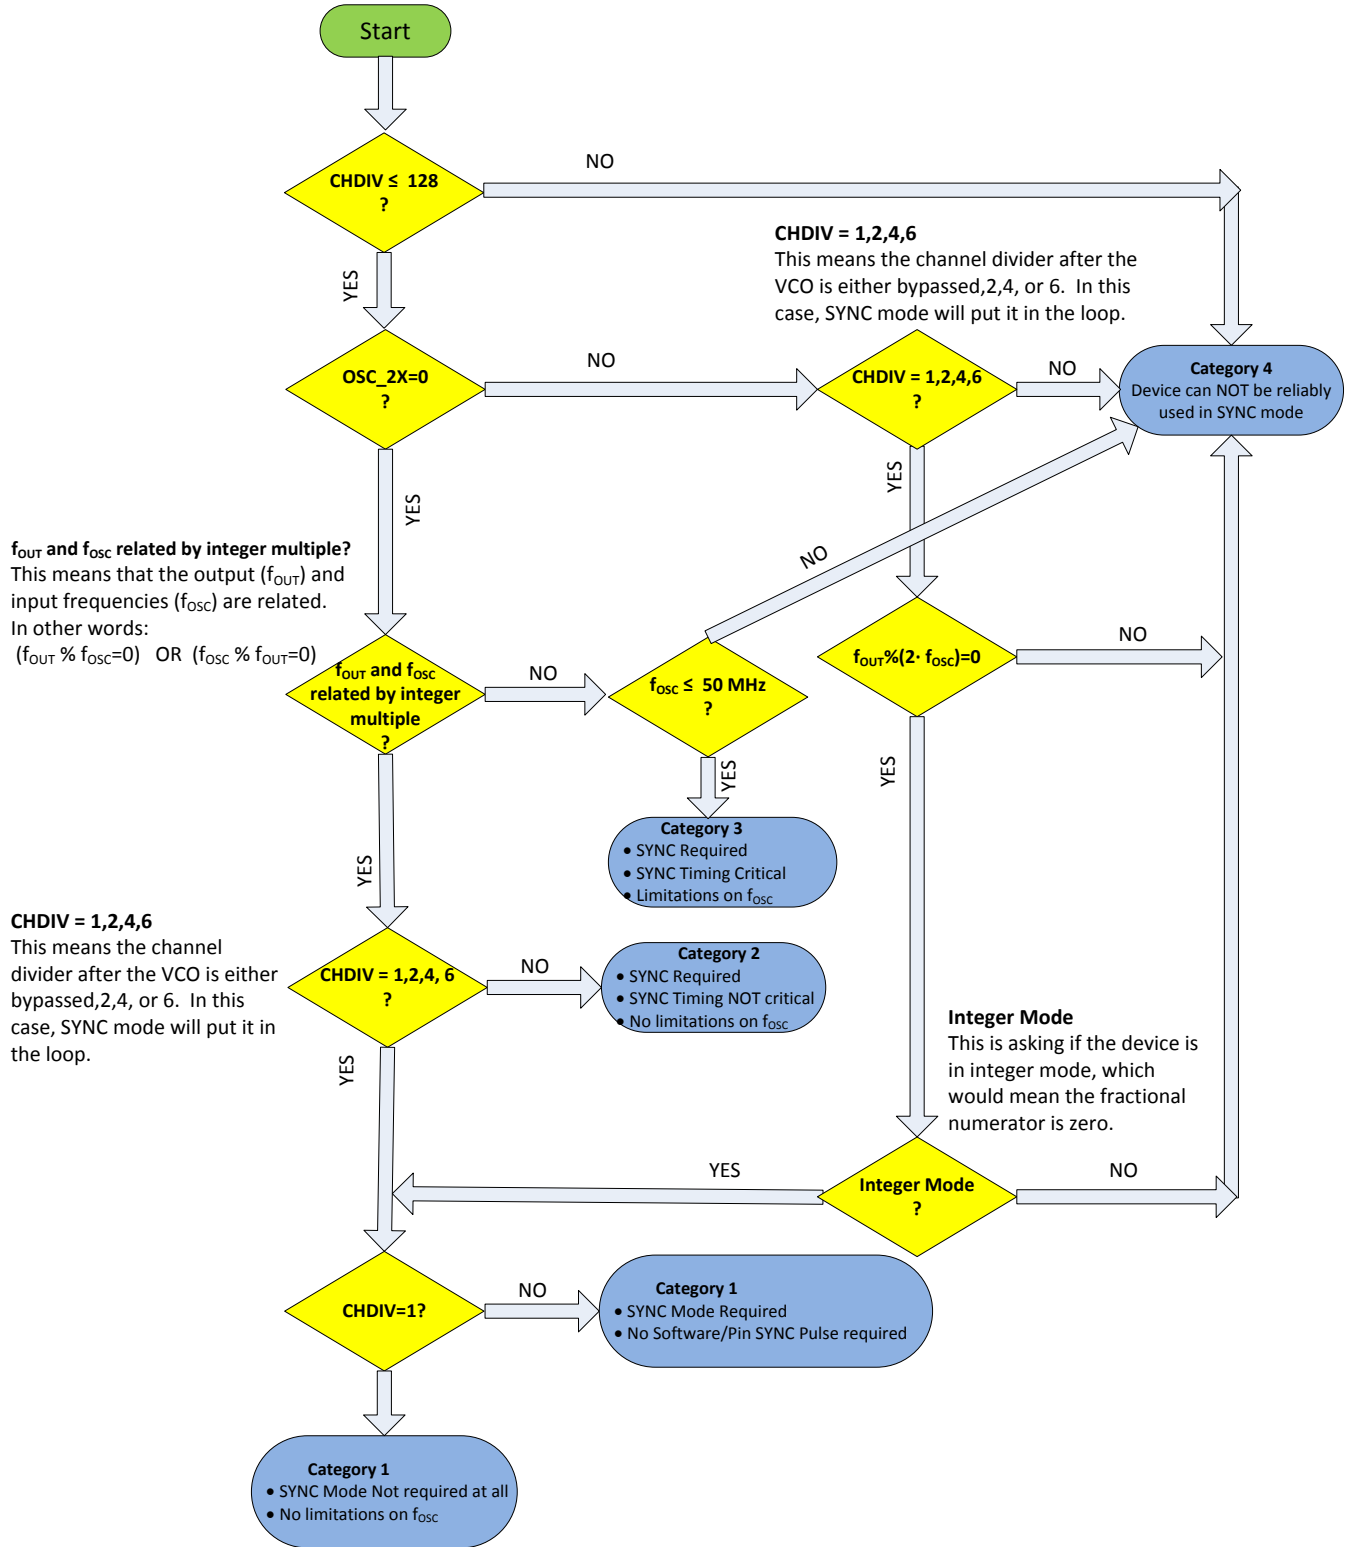 Start
CHDIV ≤ 128
?
NO
YES
CHDIV = 1,2,4,6
This means the channel divider after the
VCO is either bypassed,2,4, or 6. In this
case, SYNC mode will put it in the loop.
OSC_2X=0
?
NO
CHDIV = 1,2,4,6
?
NO
Category 4
Device can NOT be reliably
used in SYNC mode
YES
YES
fOUT and fOSC related by integer multiple?
This means that the output (fOUT) and
input frequencies (fOSC) are related.
In other words:
(fOUT % fOSC=0) OR (fOSC % fOUT=0)
NO
fOUT and fOSC
related by integer
multiple
?
NO
fOSC ≤ 50 MHz
?
fOUT%(2· fOSC)=0
NO
YES
YES
Category 3
• SYNC Required
• SYNC Timing Critical
• Limitations on fOSC
YES
CHDIV = 1,2,4,6
This means the channel
divider after the VCO is either
bypassed,2,4, or 6. In this
case, SYNC mode will put it in
the loop.
CHDIV = 1,2,4, 6
?
NO
Category 2
• SYNC Required
• SYNC Timing NOT critical
• No limitations on fOSC
YES
Integer Mode
This is asking if the device is
in integer mode, which
would mean the fractional
numerator is zero.
YES
Integer Mode
?
NO
CHDIV=1?
NO
Category 1
• SYNC Mode Required
• No Software/Pin SYNC Pulse required
Category 1
• SYNC Mode Not required at all
• No limitations on fOSC